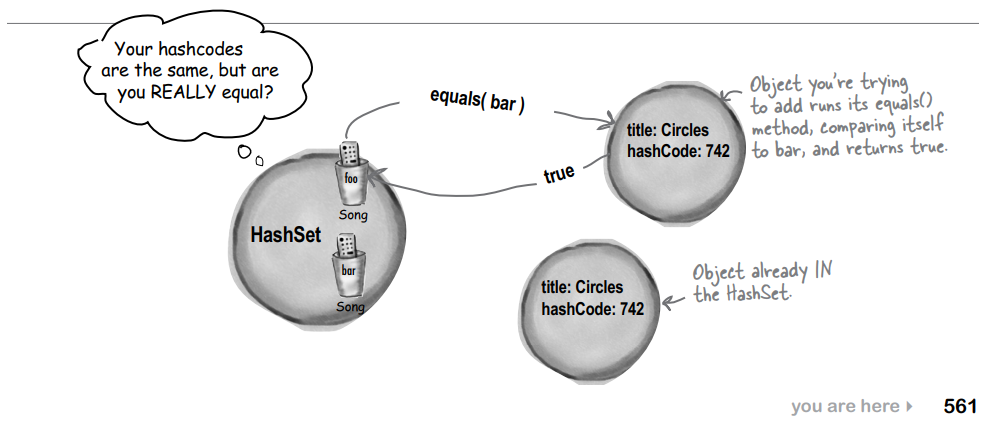 Your hashcodes
are the same, but are
you REALLY equal?
equals( bar )
Object you're trying
to add runs its equals()
method, comparing itself
to bar, and returns true.
title: Circles
hashCode: 742
true
foo
Song
HashSet
bar
Song
title: Circles
hashCode: 742
Object already IN
the HashSet.
you are here 561